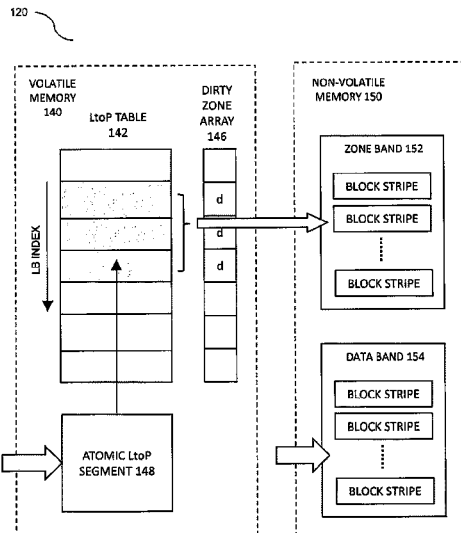 120
VOLATILE
MEMORY
140
LtoP TABLE
142
DIRTY
ZONE
ARRAY
146
LB INDEX
d
d
d
ATOMIC LtoP
SEGMENT 148
NON-VOLATILE
MEMORY 150
ZONE BAND 152
BLOCK STRIPE
BLOCK STRIPE
BLOCK STRIPE
DATA BAND 154
BLOCK STRIPE
BLOCK STRIPE
BLOCK STRIPE